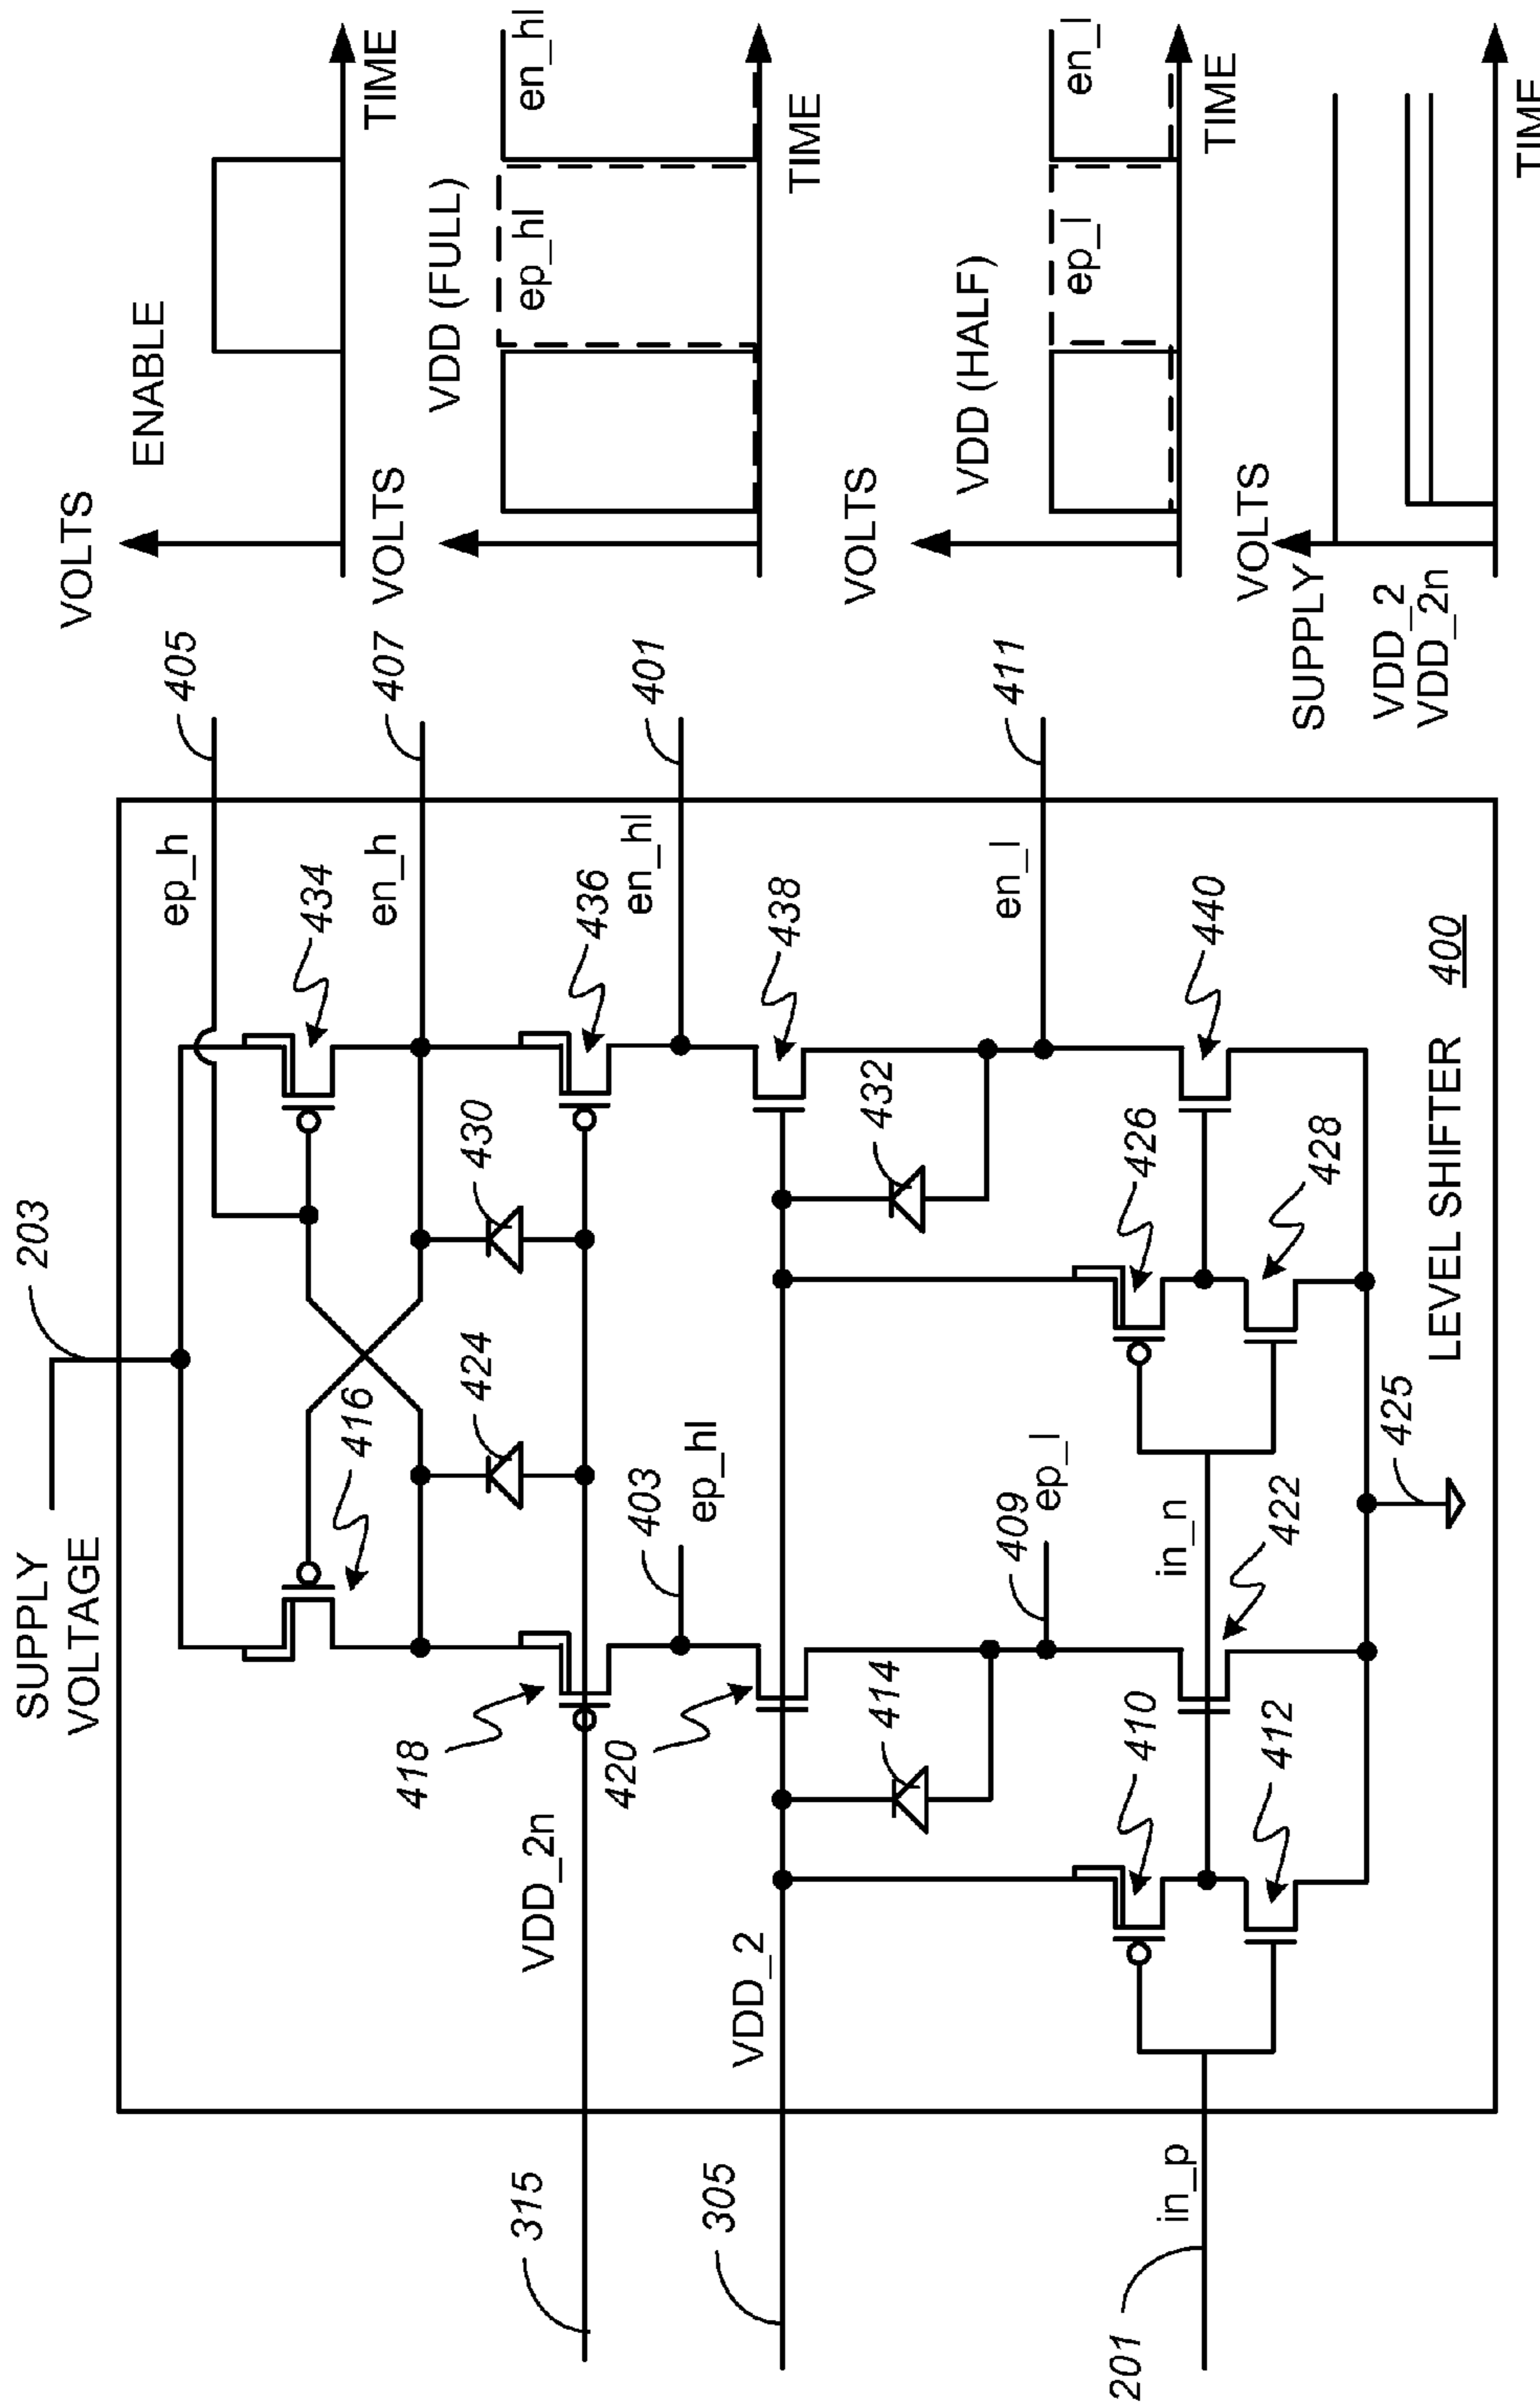 SUPPLY
VOLTAGE
203
ep_h
405
434
en_h
407
416
424
430
436
en_hl
401
418
403
ep_hl
438
420
VDD_2n
315
VDD_2
305
432
414
409
ep_l
en_l
411
410
412
422
in_n
426
428
440
425
in_p
201
LEVEL SHIFTER
400
VOLTS
ENABLE
TIME
VOLTS
VDD (FULL)
ep_hl
en_hl
TIME
VOLTS
VDD (HALF)
ep_l
en_l
TIME
VOLTS
SUPPLY
VDD_2
VDD_2n
TIME